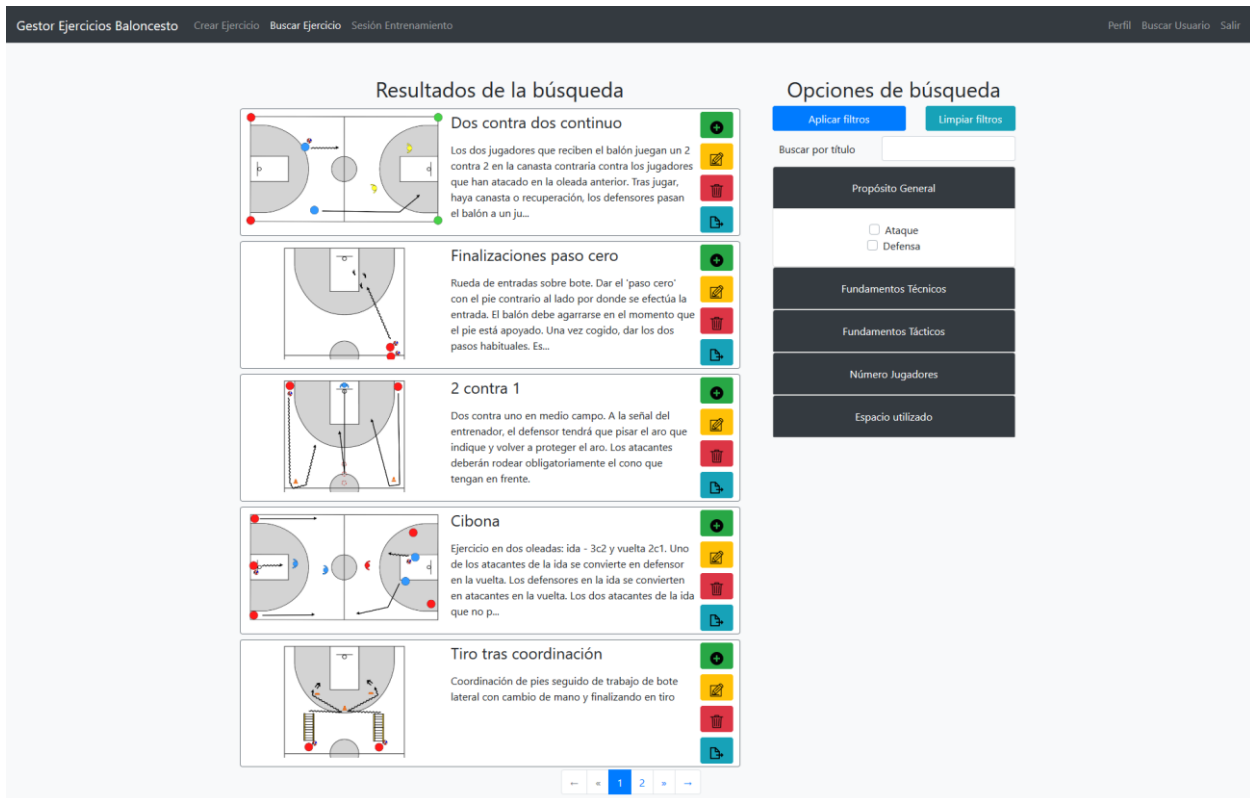 Gestor Ejercicios Baloncesto Crear Ejercicio Buscar Ejercicio Sesión Entrenamiento Perfil Buscar Usuario Salir
Resultados de la búsqueda
Dos contra dos continuo
Los dos jugadores que reciben el balón juegan un 2
contra 2 en la canasta contraria contra los jugadores
que han atacado en la oleada anterior. Tras jugar,
haya canasta o recuperación, los defensores pasan
el balón a un ju...
Finalizaciones paso cero
Rueda de entradas sobre bote. Dar el 'paso cero'
con el pie contrario al lado por donde se efectúa la
entrada. El balón debe agarrarse en el momento que
el pie está apoyado. Una vez cogido, dar los dos
pasos habituales. Es...
2 contra 1
Dos contra uno en medio campo. A la señal del
entrenador, el defensor tendrá que pisar el aro que
indique y volver a proteger el aro. Los atacantes
deberán rodear obligatoriamente el cono que
tengan en frente.
Cibona
Ejercicio en dos oleadas: ida - 3c2 y vuelta 2c1. Uno
de los atacantes de la ida se convierte en defensor
en la vuelta. Los defensores en la ida se convierten
en atacantes en la vuelta. Los dos atacantes de la ida
que no p...
Tiro tras coordinación
Coordinación de pies seguido de trabajo de bote
lateral con cambio de mano y finalizando en tiro
← « 1 2 » →
Opciones de búsqueda
Aplicar filtros Limpiar filtros
Buscar por título
Propósito General
Ataque
Defensa
Fundamentos Técnicos
Fundamentos Tácticos
Número Jugadores
Espacio utilizado